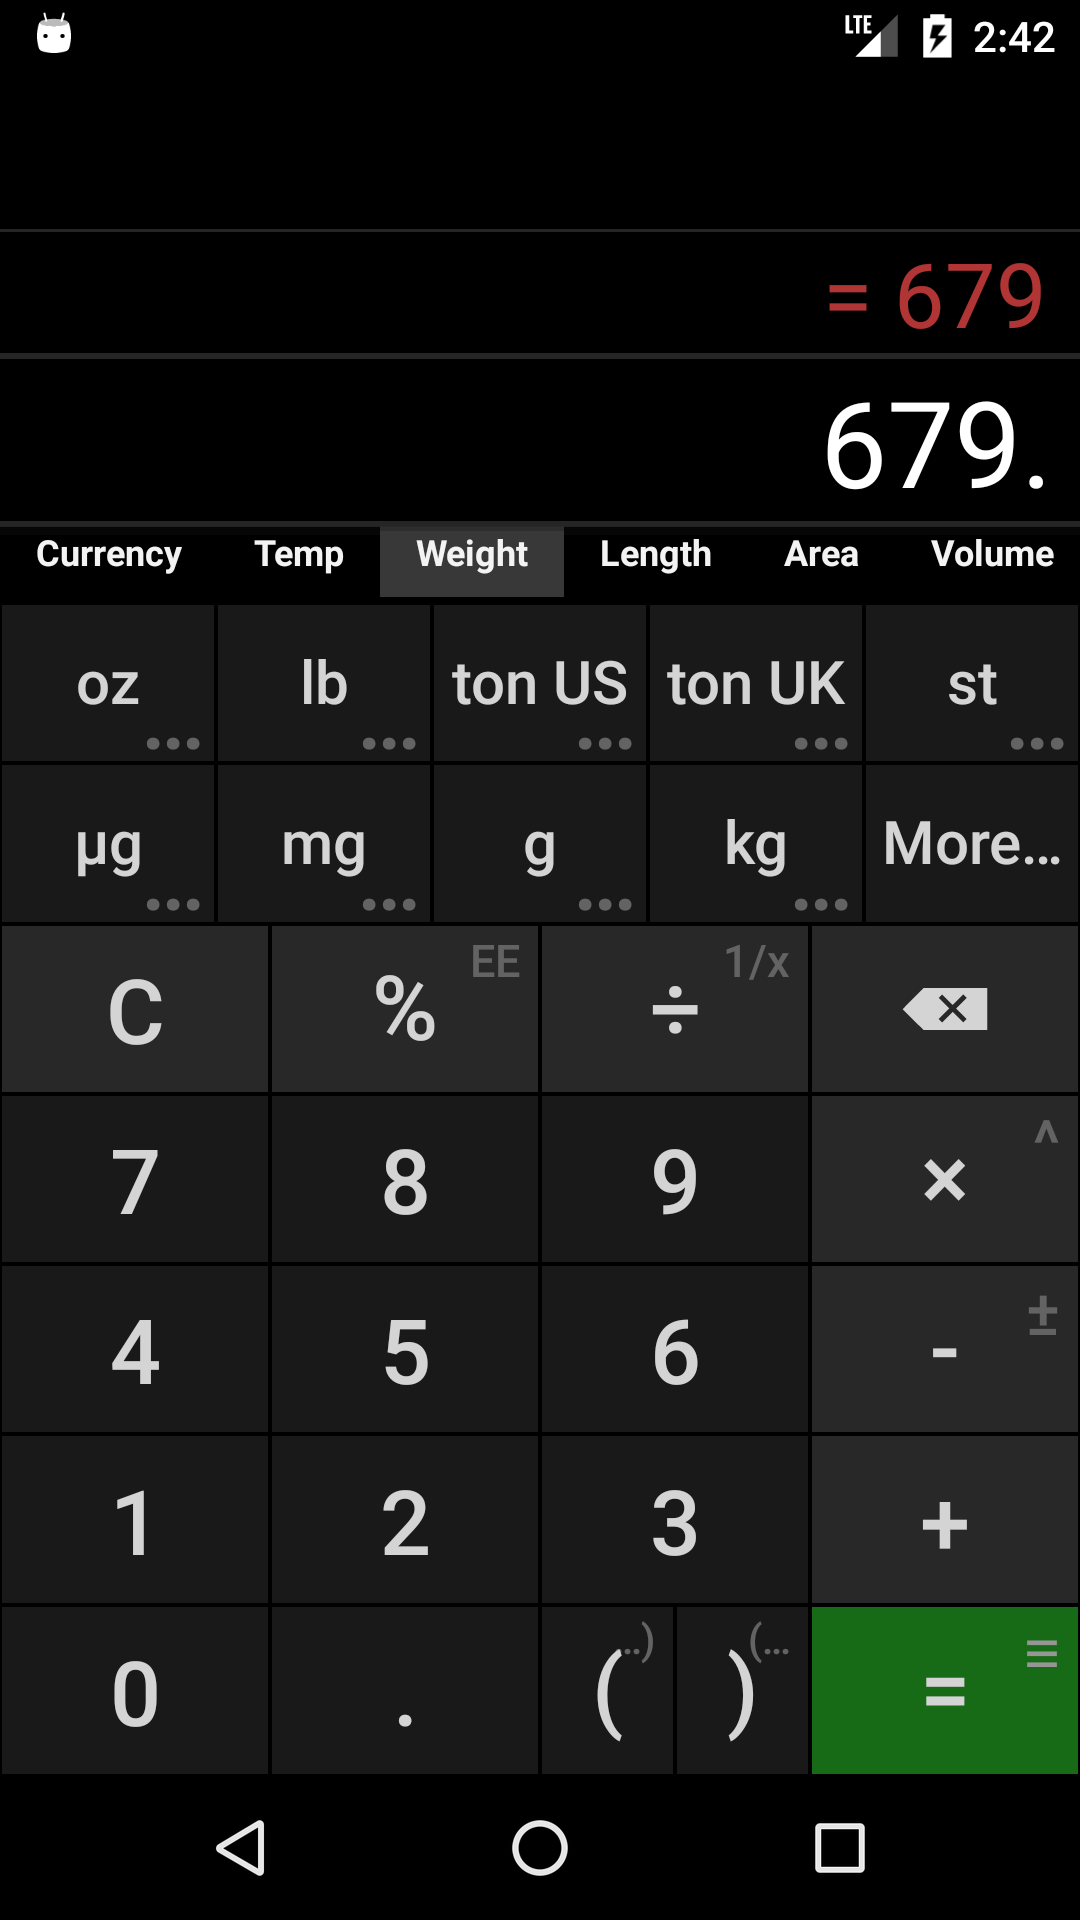 LTE 2:42
= 679
679.
Currency Temp Weight Length Area Volume
oz lb ton US ton UK st
µg mg g kg More...
C % EE ÷ 1/x
7 8 9 × ^
4 5 6 - ±
1 2 3 +
0 . ( ..) ) (... =